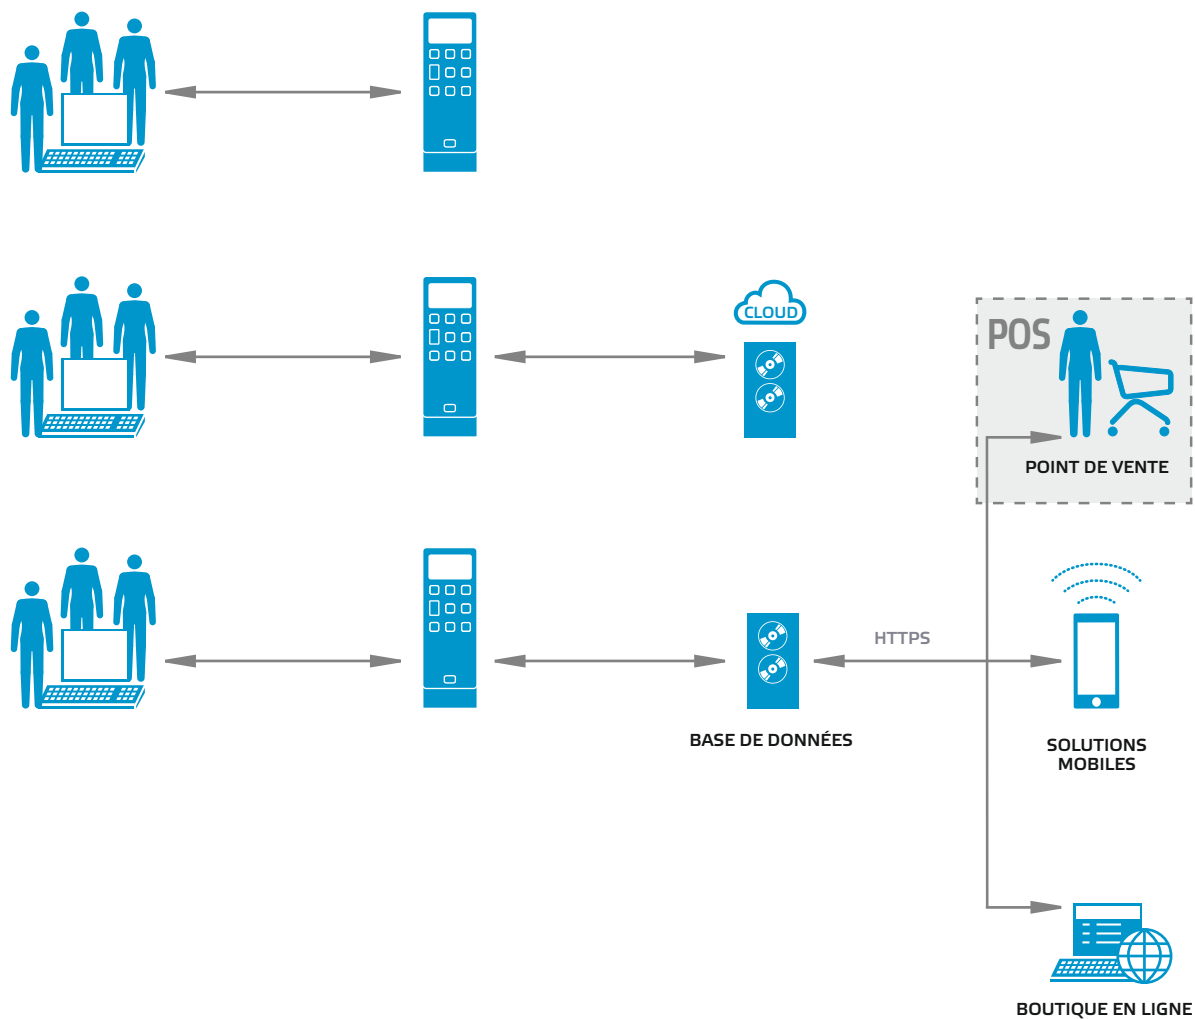 CLOUD
POS
POINT DE VENTE
HTTPS
BASE DE DONNÉES
SOLUTIONS
MOBILES
BOUTIQUE EN LIGNE